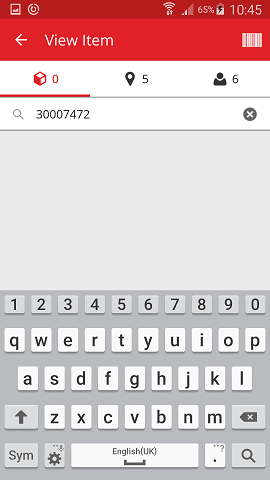 65% 10:45
View Item
0 5 6
30007472
1 2 3 4 5 6 7 8 9 0
q w e r t y u i o p
a s d f g h j k l
z x c v b n m
Sym English(UK) . ,?